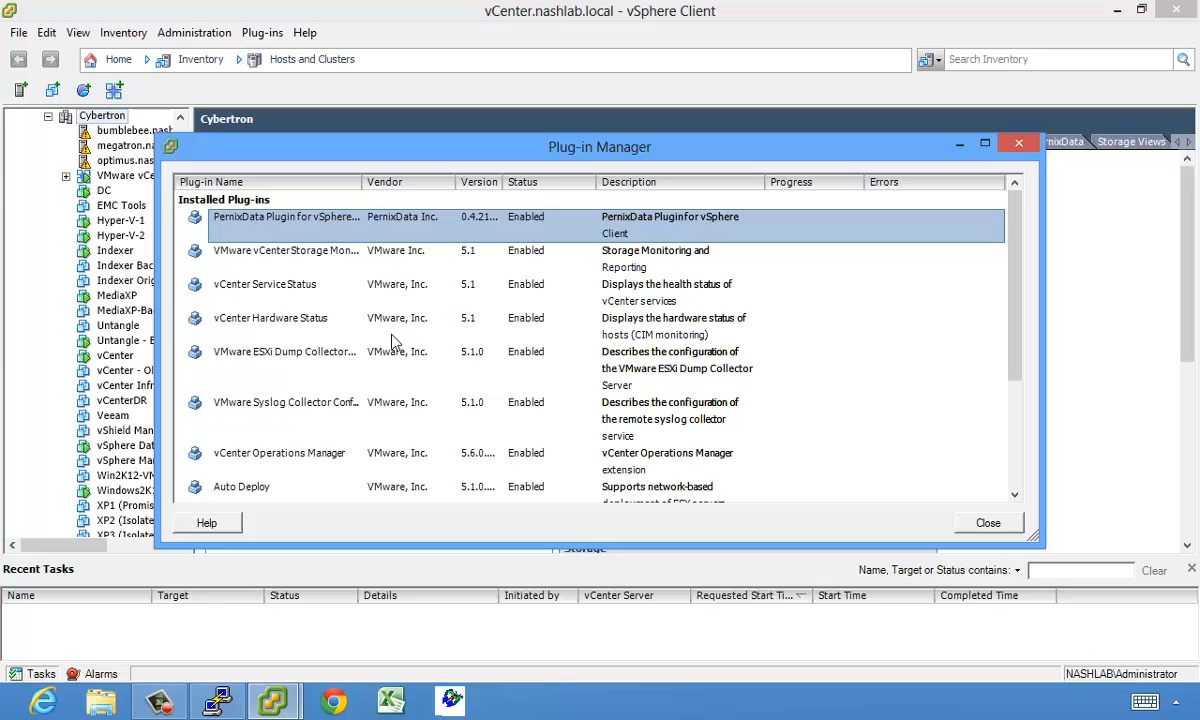 vCenter.nashlab.local - vSphere Client
File Edit View Inventory Administration Plug-ins Help
Home Inventory Hosts and Clusters
Search Inventory
Cybertron
Cybertron
bumblebee.nash
megatron.nas
optimus.nas
VMware vCe
DC
EMC Tools
Hyper-V-1
Hyper-V-2
Indexer
Indexer Bac
Indexer Orig
MediaXP
MediaXP-Ba
Untangle
Untangle - E
vCenter
vCenter - Ol
vCenter Infr
vCenterDR
Veeam
vShield Man
vSphere Dat
vSphere Ma
Win2K12-VM
Windows2K
XP1 (Promis
XP2 (Isolate
XP3 (Isolate
rnixData Storage Views
Plug-in Manager
Plug-in Name Vendor Version Status Description Progress Errors
Installed Plug-ins
PernixData Plugin for vSphere... PernixData Inc. 0.4.21... Enabled PernixData Plugin for vSphere
Client
VMware vCenter Storage Mon... VMware Inc. 5.1 Enabled Storage Monitoring and
Reporting
vCenter Service Status VMware, Inc. 5.1 Enabled Displays the health status of
vCenter services
vCenter Hardware Status VMware, Inc. 5.1 Enabled Displays the hardware status of
hosts (CIM monitoring)
VMware ESXi Dump Collector... VMware, Inc. 5.1.0 Enabled Describes the configuration of
the VMware ESXi Dump Collector
Server
VMware Syslog Collector Conf... VMware, Inc. 5.1.0 Enabled Describes the configuration of
the remote syslog collector
service
vCenter Operations Manager VMware, Inc. 5.6.0.... Enabled vCenter Operations Manager
extension
Auto Deploy VMware, Inc. 5.1.0.... Enabled Supports network-based
deployment of ESX servers
Help Close
Storage
Recent Tasks
Name, Target or Status contains: Clear
Name Target Status Details Initiated by vCenter Server Requested Start Ti... Start Time Completed Time
Tasks Alarms NASHLAB\Administrator